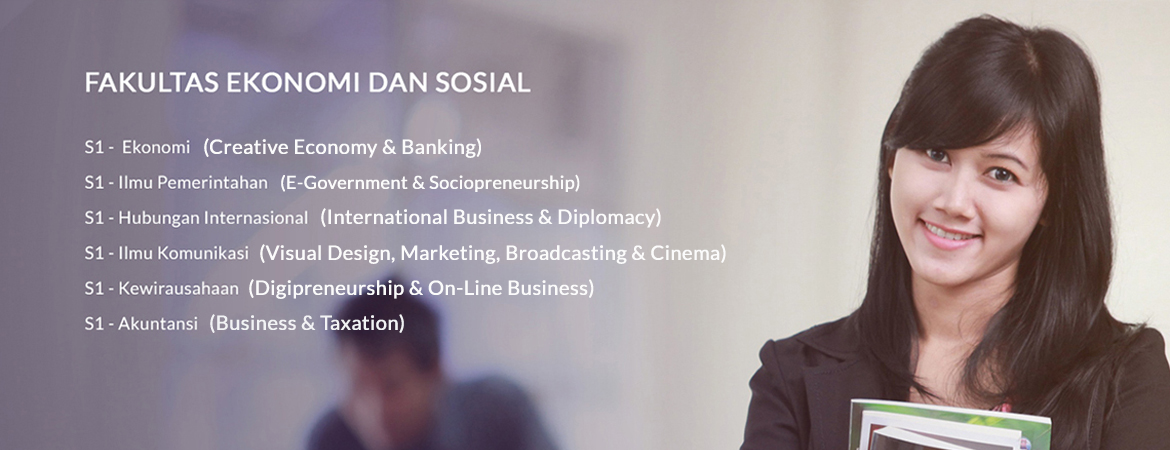 FAKULTAS EKONOMI DAN SOSIAL
S1 - Ekonomi (Creative Economy & Banking)
S1 - Ilmu Pemerintahan (E-Government & Sociopreneurship)
S1 - Hubungan Internasional (International Business & Diplomacy)
S1 - Ilmu Komunikasi (Visual Design, Marketing, Broadcasting & Cinema)
S1 - Kewirausahaan (Digipreneurship & On-Line Business)
S1 - Akuntansi (Business & Taxation)